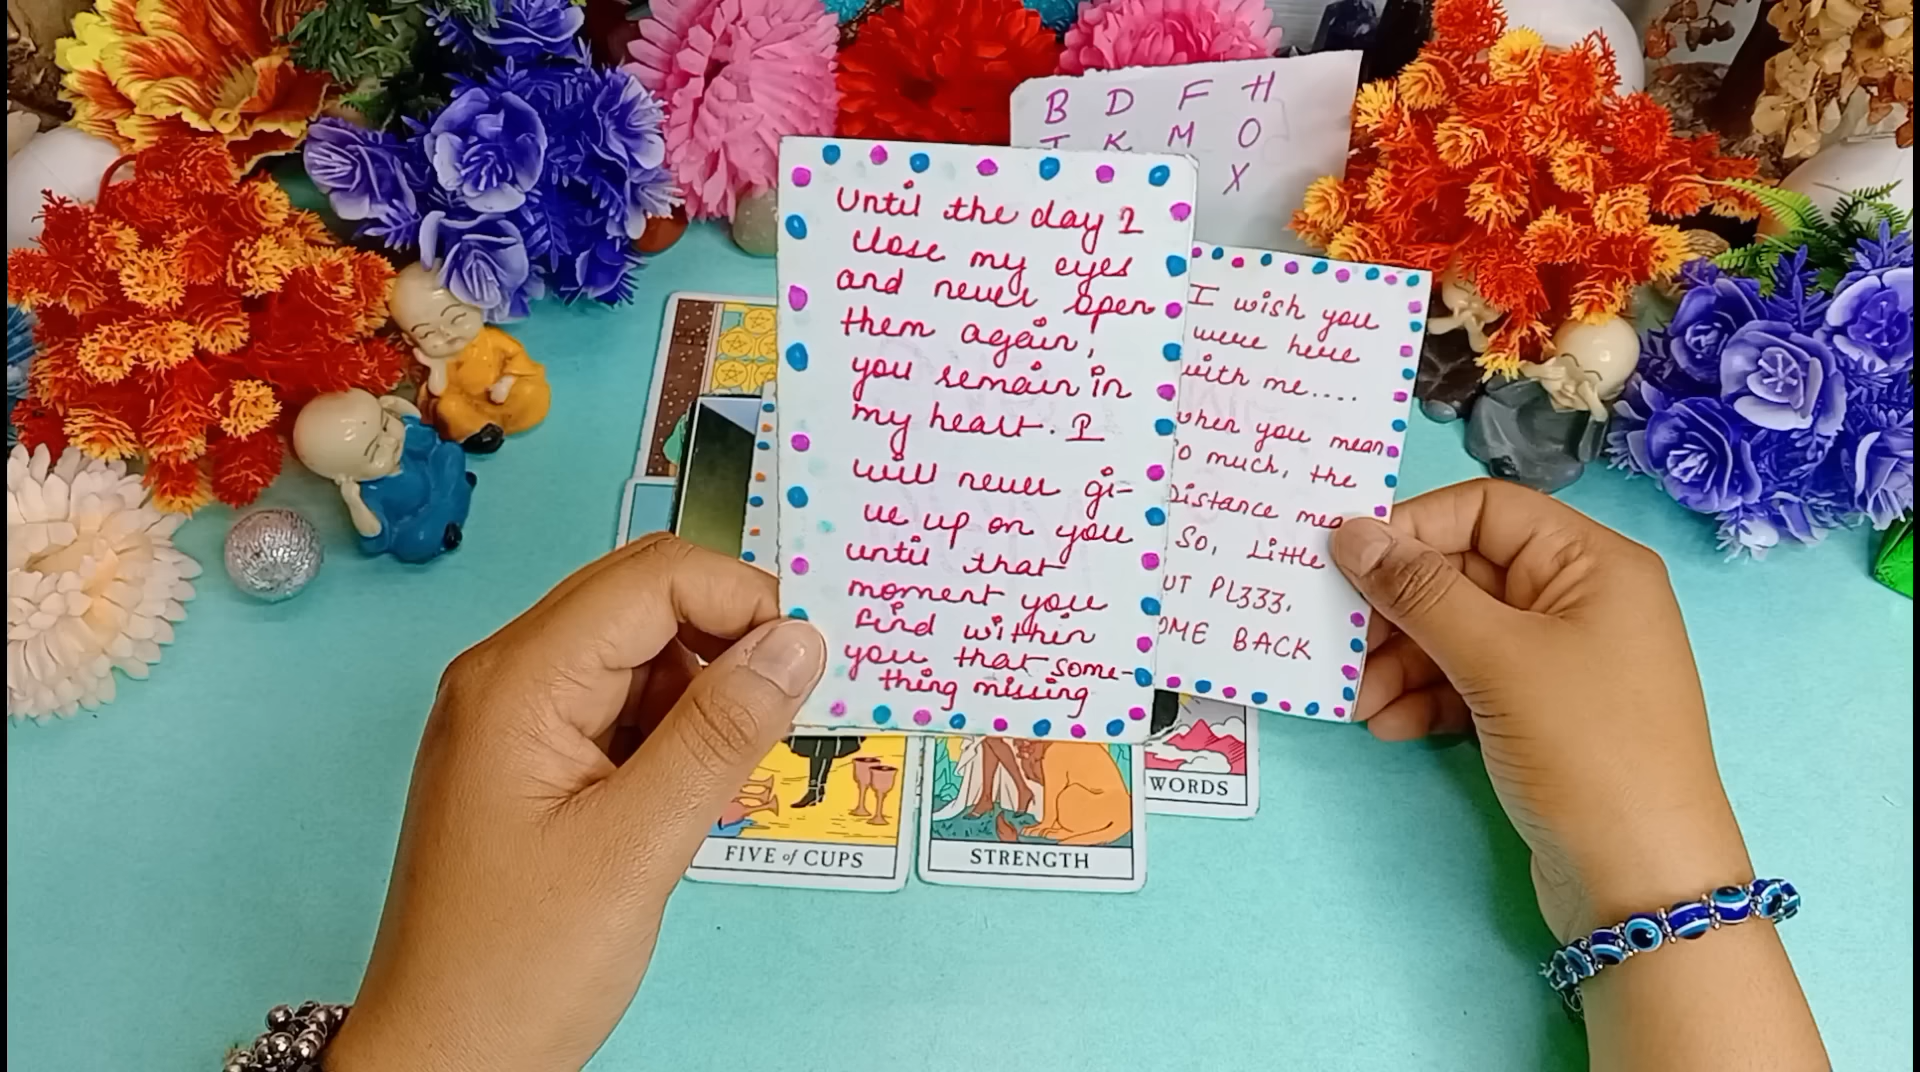 B D F H
K M O
X
Until the day I
close my eyes
and never open
them again,
you remain in
my heart. I
will never gi-
ve up on you
until that
moment you
find within
you that some-
thing missing
I wish you
were here
with me....
when you mean
so much, the
Distance mea
So, Little
UT PL333.
OME BACK
WORDS
FIVE of CUPS
STRENGTH